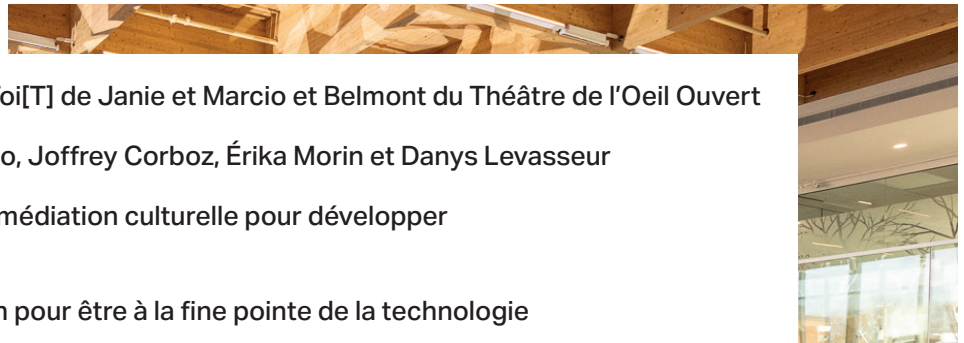 oi[T] de Janie et Marcio et Belmont du Théâtre de l'Oeil Ouvert
o, Joffrey Corboz, Érika Morin et Danys Levasseur
médiation culturelle pour développer
pour être à la fine pointe de la technologie